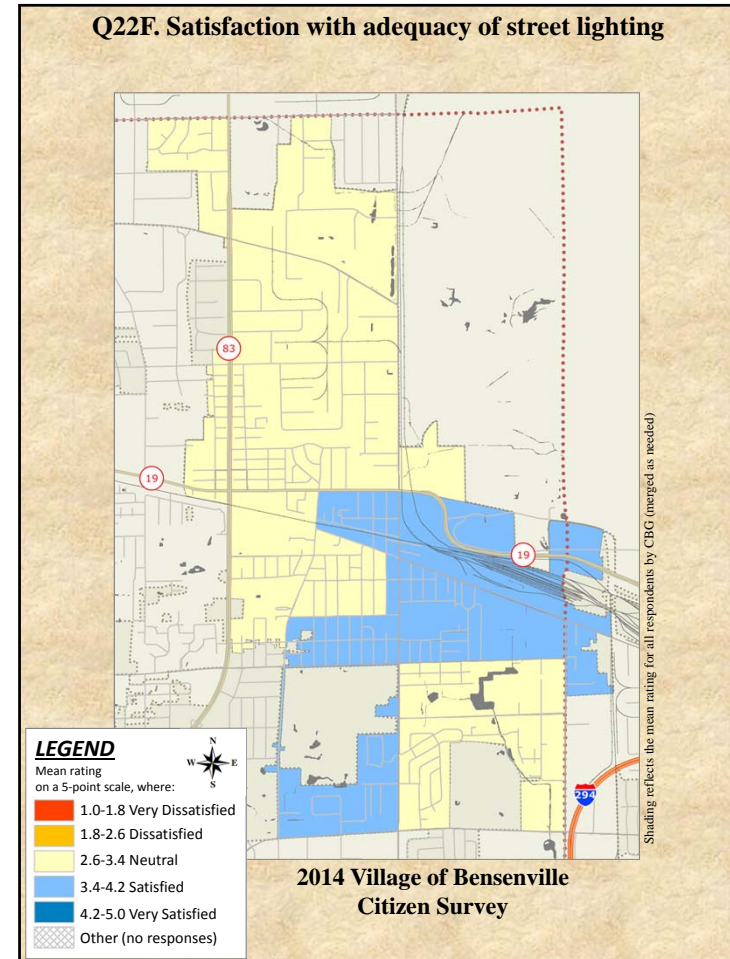 Q22F. Satisfaction with adequacy of street lighting
83
19
19
294
Shading reflects the mean rating for all respondents by CBG (merged as needed)
LEGEND
Mean rating
on a 5-point scale, where:
N
W E
S
1.0-1.8 Very Dissatisfied
1.8-2.6 Dissatisfied
2.6-3.4 Neutral
3.4-4.2 Satisfied
4.2-5.0 Very Satisfied
Other (no responses)
2014 Village of Bensenville
Citizen Survey